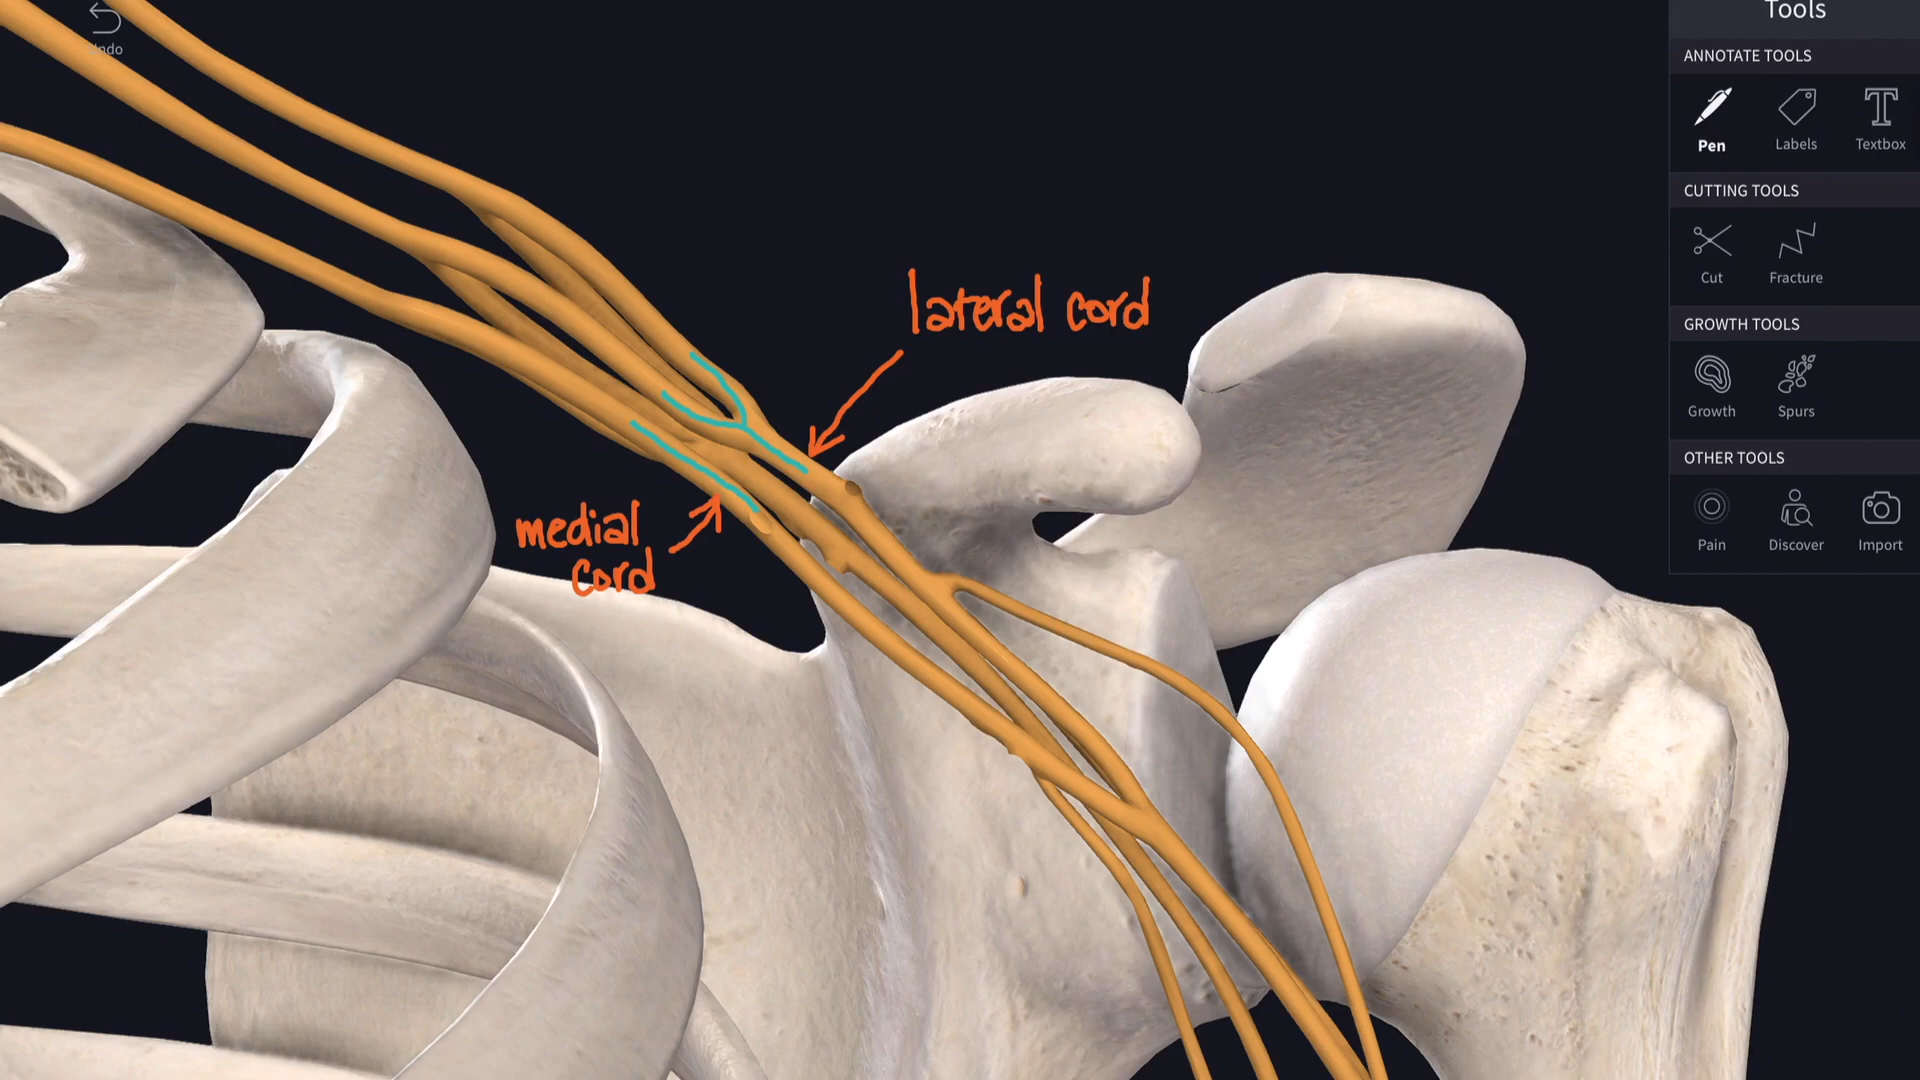 Undo
lateral cord
medial
cord
Tools
ANNOTATE TOOLS
Pen Labels Textbox
CUTTING TOOLS
Cut Fracture
GROWTH TOOLS
Growth Spurs
OTHER TOOLS
Pain Discover Import